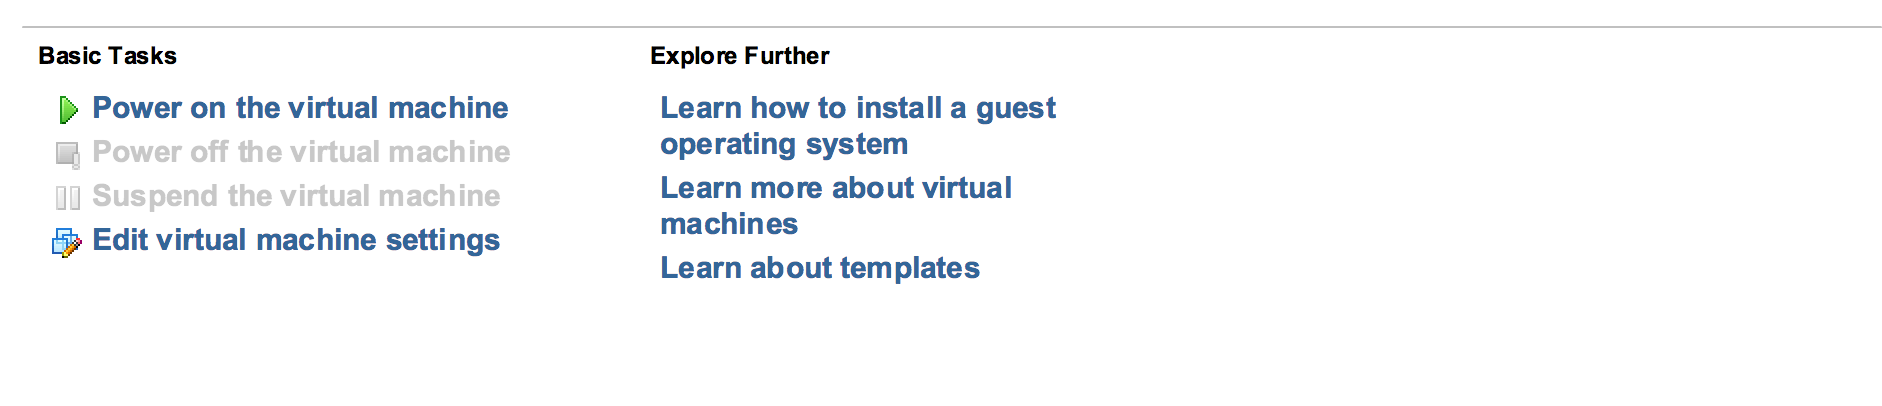 Basic Tasks
Power on the virtual machine
Power off the virtual machine
Suspend the virtual machine
Edit virtual machine settings
Explore Further
Learn how to install a guest
operating system
Learn more about virtual
machines
Learn about templates